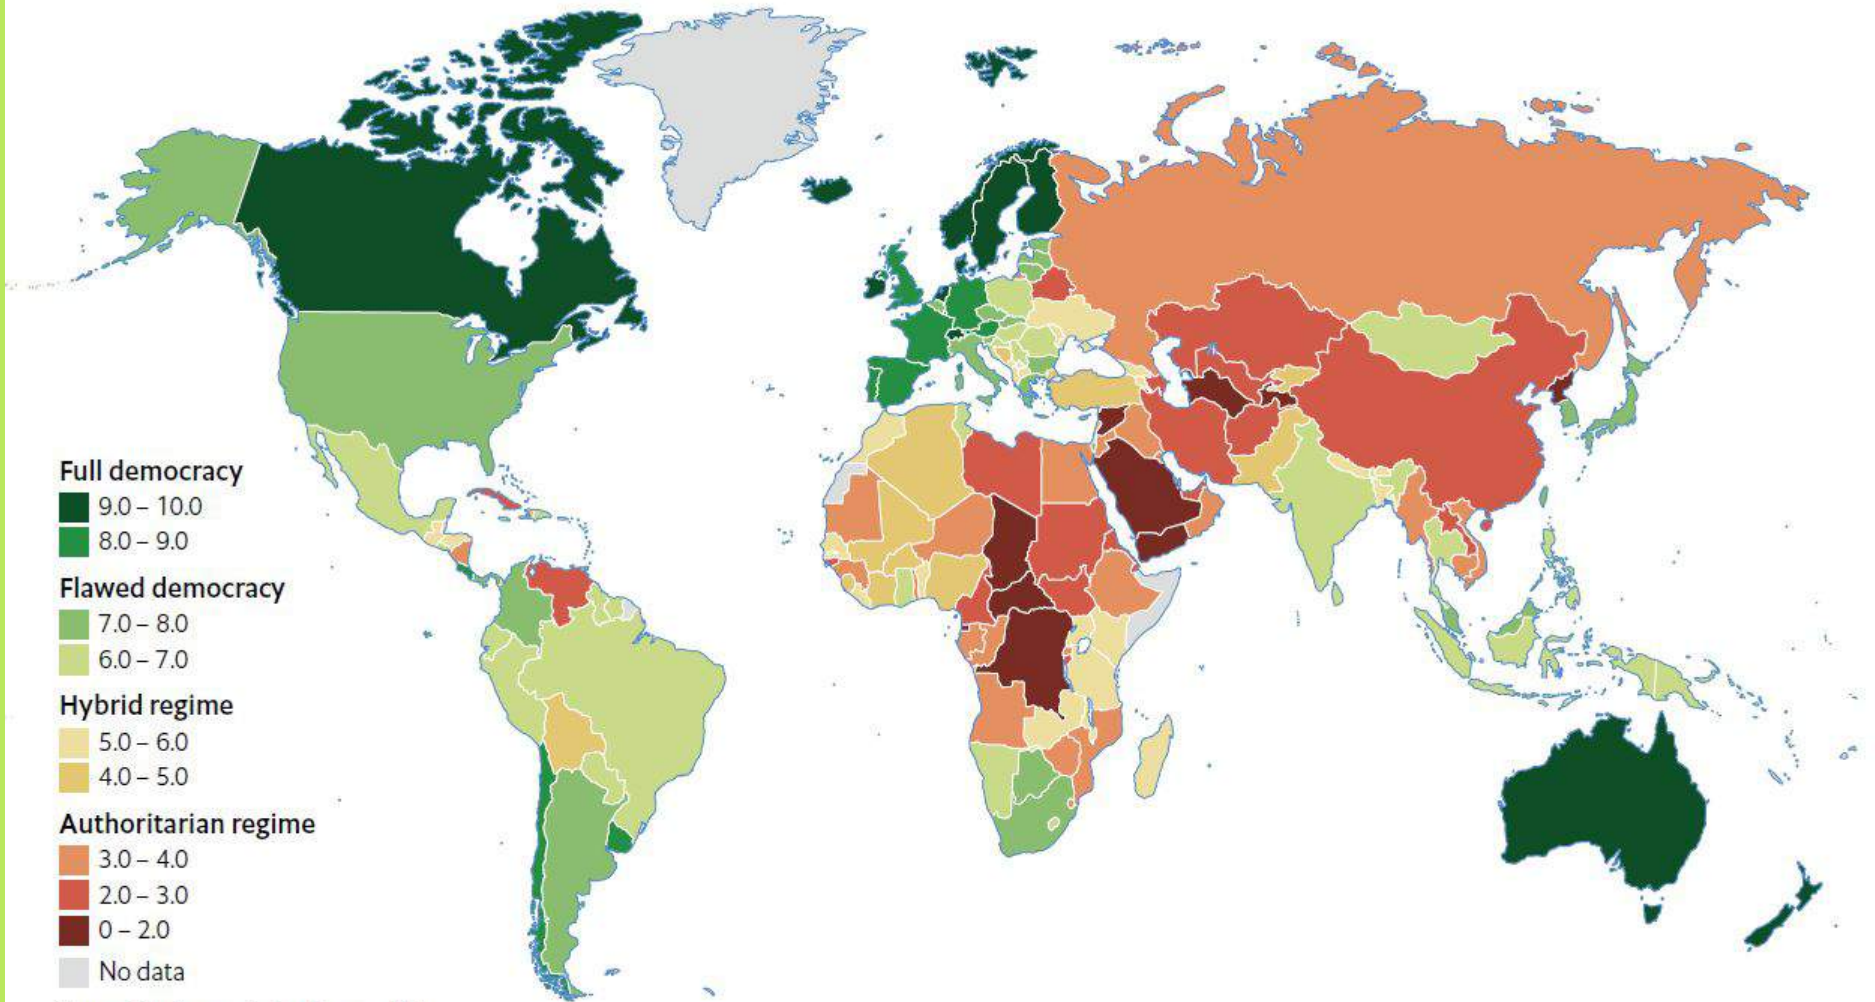 Full democracy
9.0 – 10.0
8.0 – 9.0
Flawed democracy
7.0 – 8.0
6.0 – 7.0
Hybrid regime
5.0 – 6.0
4.0 – 5.0
Authoritarian regime
3.0 – 4.0
2.0 – 3.0
0 – 2.0
No data